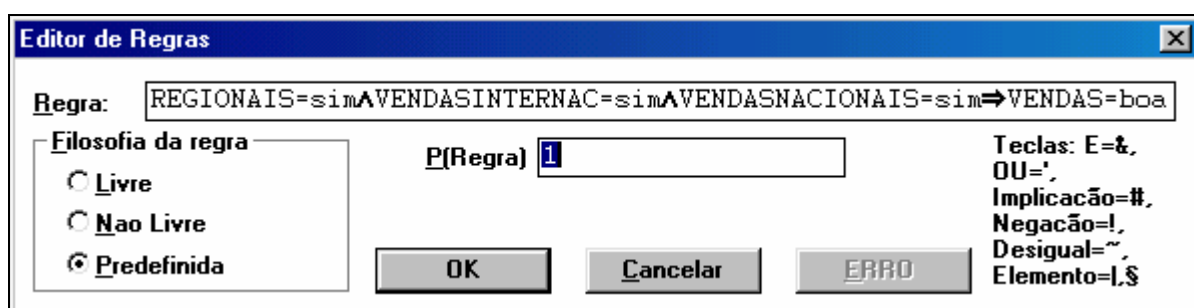 Editor de Regras
Regra: REGIONAIS=sim∧VENDASINTERNAC=sim∧VENDASNACIONAIS=sim⇒VENDAS=boa
Filosofia da regra
Livre
Nao Livre
Predefinida
P(Regra) 1
OK
Cancelar
ERRO
Teclas: E=&,
OU=',
Implicacão=#,
Negacão=!,
Desigual=~,
Elemento=|,§